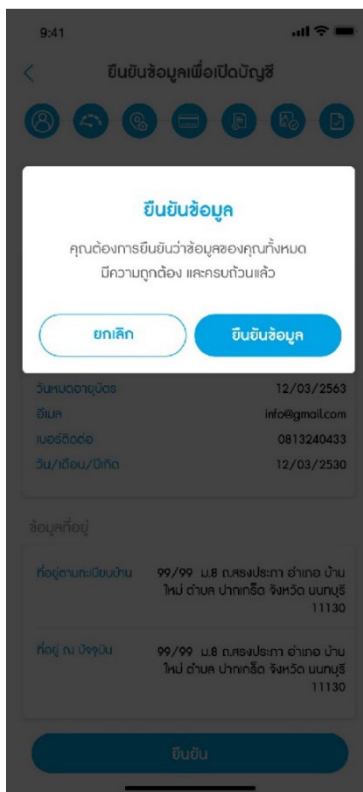 9:41
ยืนยันข้อมูลเพื่อเปิดบัญชี
ยืนยันข้อมูล
คุณต้องการยืนยันว่าข้อมูลของคุณทั้งหมด
มีความถูกต้อง และครบถ้วนแล้ว
ยกเลิก ยืนยันข้อมูล
วันหมดอายุบัตร 12/03/2563
อีเมล info@gmail.com
เบอร์ติดต่อ 0813240433
วัน/เดือน/ปีเกิด 12/03/2530
ข้อมูลที่อยู่
ที่อยู่ตามทะเบียนบ้าน 99/99 ม.8 ถ.สรงประภา อำเภอ บ้าน
ใหม่ ตำบล ปากเกร็ด จังหวัด นนทบุรี
11130
ที่อยู่ ณ ปัจจุบัน 99/99 ม.8 ถ.สรงประภา อำเภอ บ้าน
ใหม่ ตำบล ปากเกร็ด จังหวัด นนทบุรี
11130
ยืนยัน